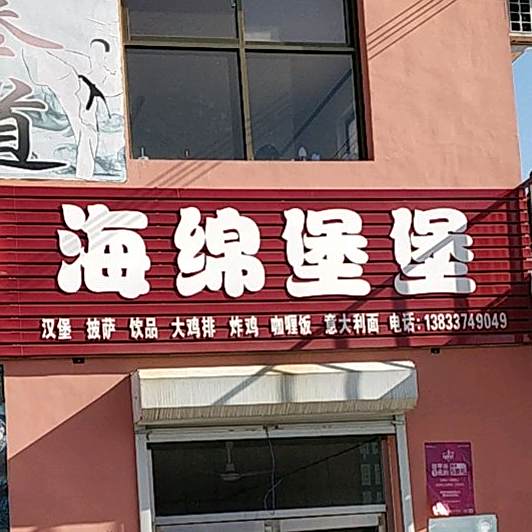 道
海绵堡堡
汉堡 披萨 饮品 大鸡排 炸鸡 咖喱饭 意大利面 电话:13833749049